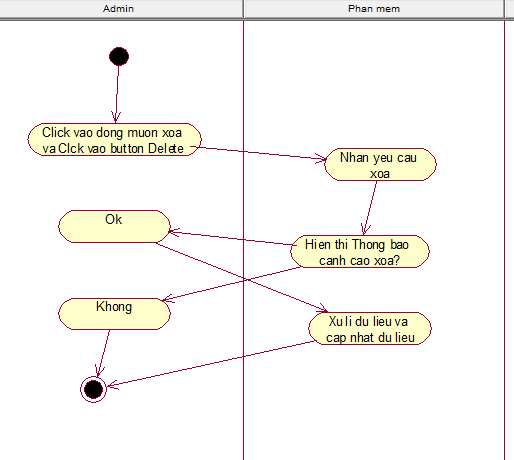 Admin
Phan mem
Click vao dong muon xoa
va Clck vao button Delete
Nhan yeu cau
xoa
Ok
Hien thi Thong bao
canh cao xoa?
Khong
Xu li du lieu va
cap nhat du lieu